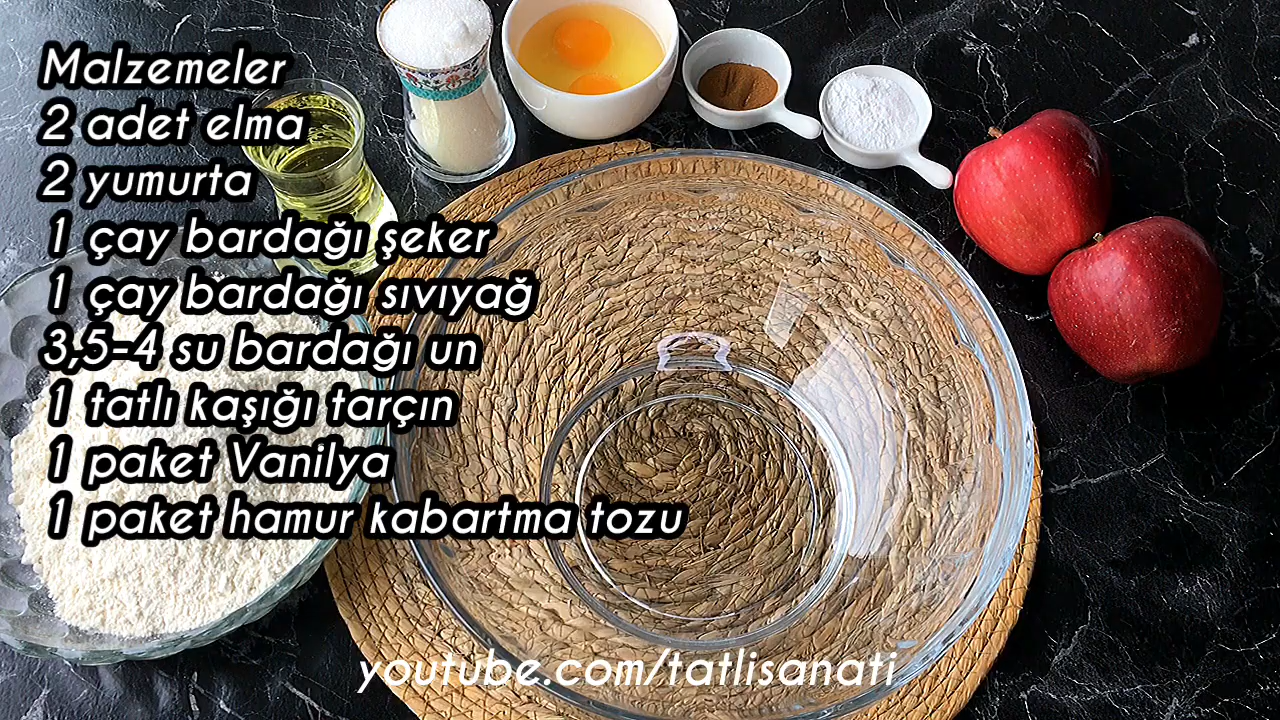 Malzemeler
2 adet elma
2 yumurta
1 çay bardağı şeker
1 çay bardağı sıvıyağ
3,5-4 su bardağı un
1 tatlı kaşığı tarçın
1 paket Vanilya
1 paket hamur kabartma tozu
youtube.com/tatlisanati